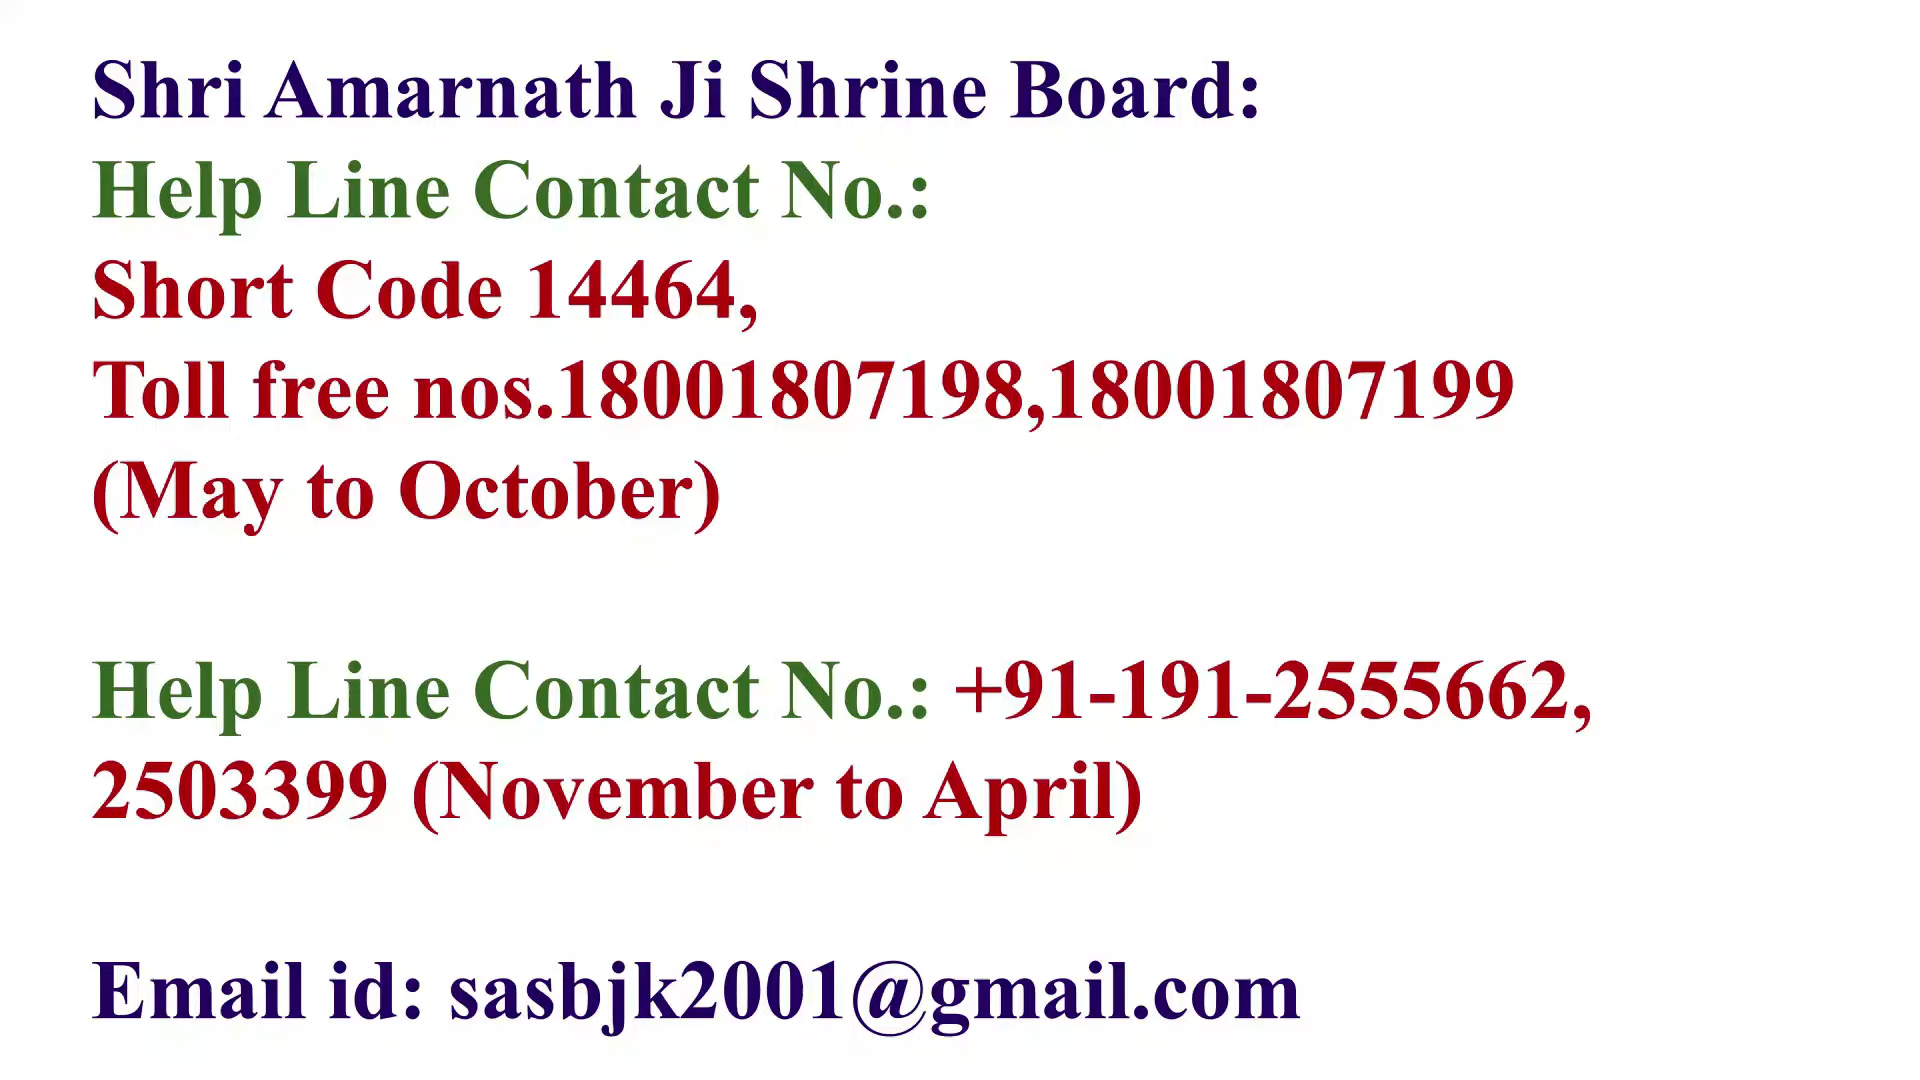 Shri Amarnath Ji Shrine Board:
Help Line Contact No.:
Short Code 14464,
Toll free nos.18001807198,18001807199
(May to October)
Help Line Contact No.: +91-191-2555662,
2503399 (November to April)
Email id: sasbjk2001@gmail.com